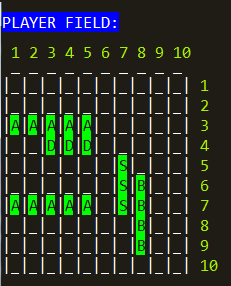 PLAYER FIELD:
1 2 3 4 5 6 7 8 9 10
|_|_|_|_|_|_|_|_|_|_| 1
|_|_|_|_|_|_|_|_|_|_| 2
|A|A|A|A|A|_|_|_|_|_| 3
|_|_|D|D|D|_|_|_|_|_| 4
|_|_|_|_|_|_|S|_|_|_| 5
|_|_|_|_|_|_|S|B|_|_| 6
|A|A|A|A|A|_|S|B|_|_| 7
|_|_|_|_|_|_|_|B|_|_| 8
|_|_|_|_|_|_|_|B|_|_| 9
|_|_|_|_|_|_|_|_|_|_| 10